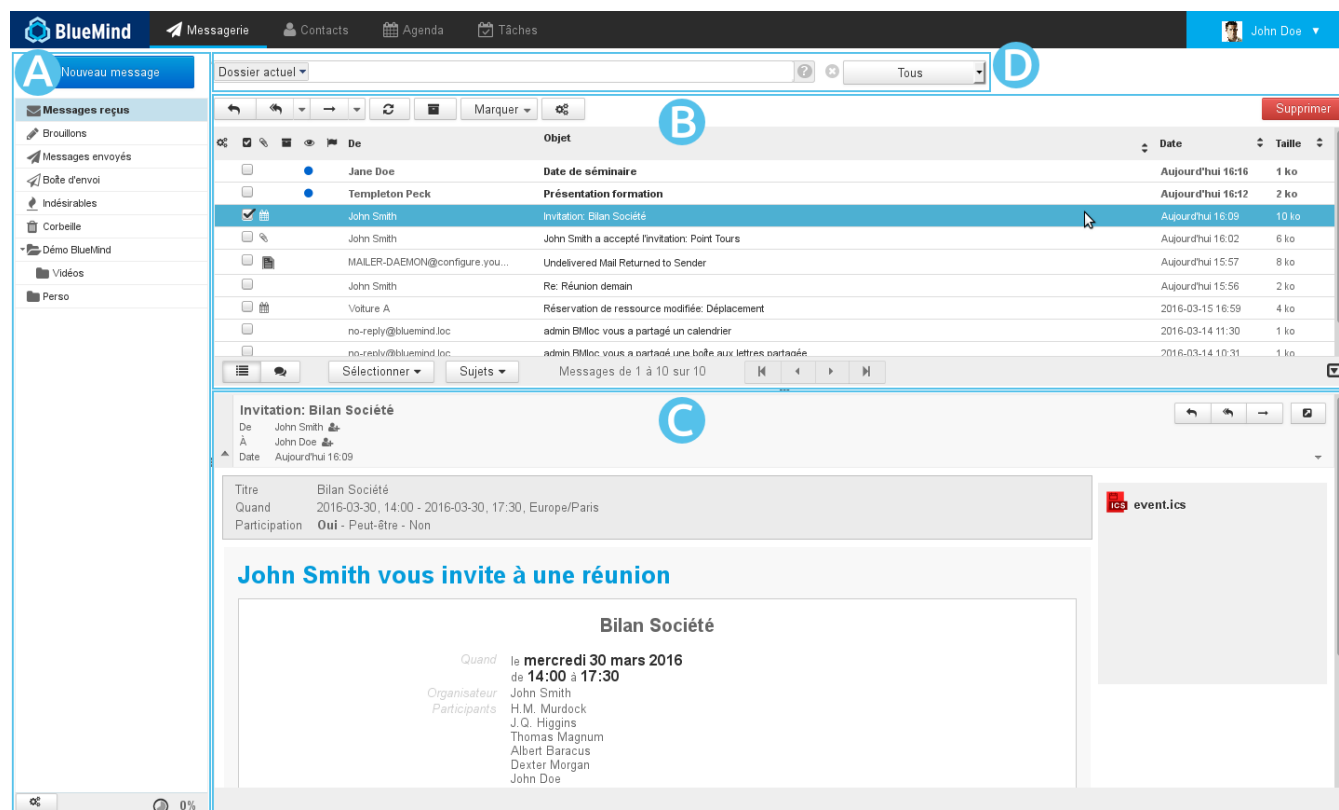 BlueMind Messagerie Contacts Agenda Tâches John Doe
A Nouveau message
Dossier actuel Tous D
Messages reçus
Brouillons
Messages envoyés
Boîte d'envoi
Indésirables
Corbeille
Démo BlueMind
Vidéos
Perso
Marquer B Supprimer
De Objet Date Taille
Jane Doe Date de séminaire Aujourd'hui 16:16 1 ko
Templeton Peck Présentation formation Aujourd'hui 16:12 2 ko
John Smith Invitation: Bilan Société Aujourd'hui 16:09 10 ko
John Smith John Smith a accepté l'invitation: Point Tours Aujourd'hui 16:02 6 ko
MAILER-DAEMON@configure.you... Undelivered Mail Returned to Sender Aujourd'hui 15:57 8 ko
John Smith Re: Réunion demain Aujourd'hui 15:56 2 ko
Voiture A Réservation de ressource modifiée: Déplacement 2016-03-15 16:59 4 ko
no-reply@bluemind.loc admin BMloc vous a partagé un calendrier 2016-03-14 11:30 1 ko
no-reply@bluemind.loc admin BMloc vous a partagé une boîte aux lettres partagée 2016-03-14 10:31 1 ko
Sélectionner Sujets Messages de 1 à 10 sur 10
Invitation: Bilan Société C
De John Smith
À John Doe
Date Aujourd'hui 16:09
Titre Bilan Société
Quand 2016-03-30, 14:00 - 2016-03-30, 17:30, Europe/Paris
Participation Oui - Peut-être - Non
ICS event.ics
John Smith vous invite à une réunion
Bilan Société
Quand le mercredi 30 mars 2016
de 14:00 à 17:30
Organisateur John Smith
Participants H.M. Murdock
J.Q. Higgins
Thomas Magnum
Albert Baracus
Dexter Morgan
John Doe
0%